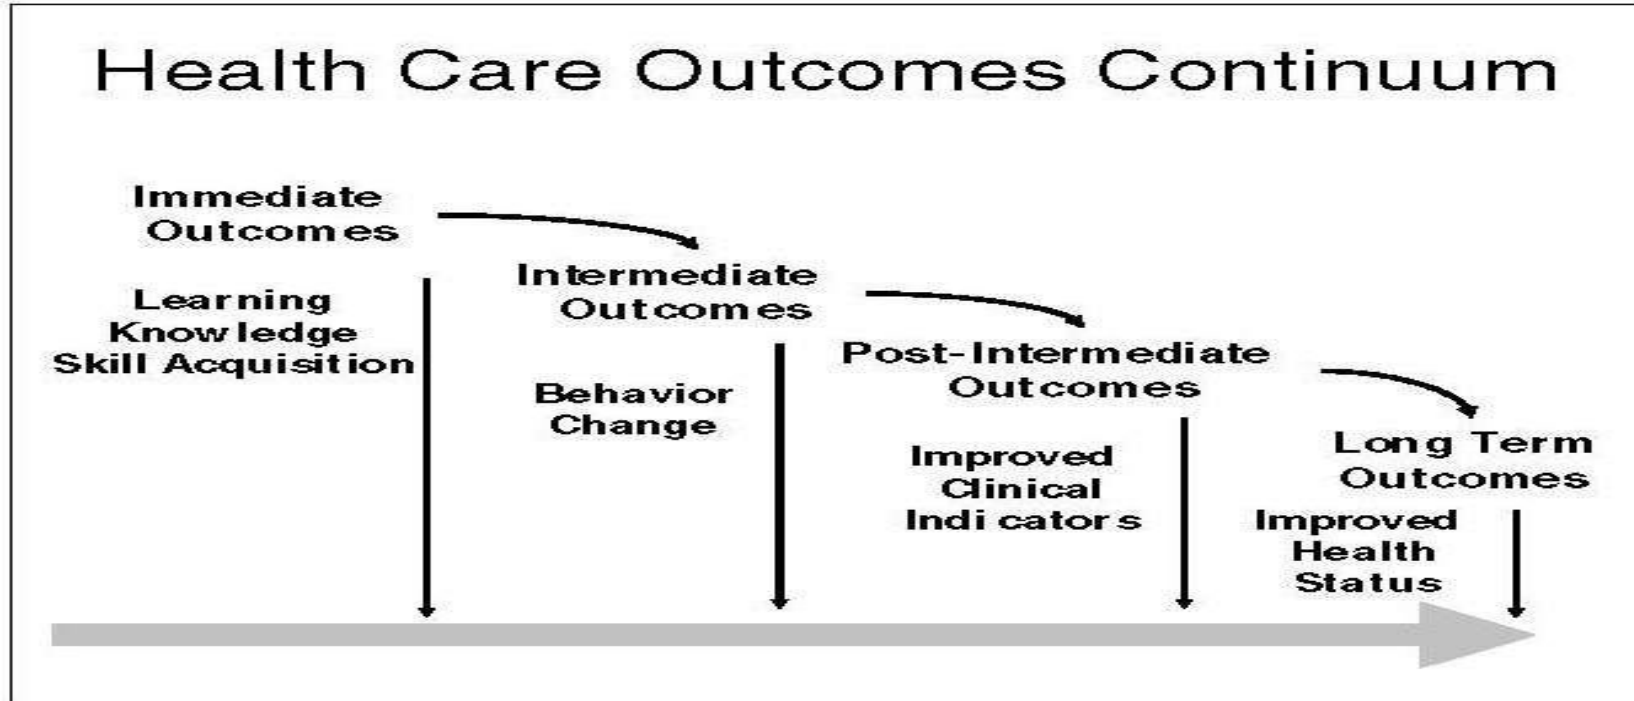 Health Care Outcomes Continuum
Immediate
Outcomes
Learning
Knowledge
Skill Acquisition
Intermediate
Outcomes
Behavior
Change
Post-Intermediate
Outcomes
Improved
Clinical
Indicators
Long Term
Outcomes
Improved
Health
Status